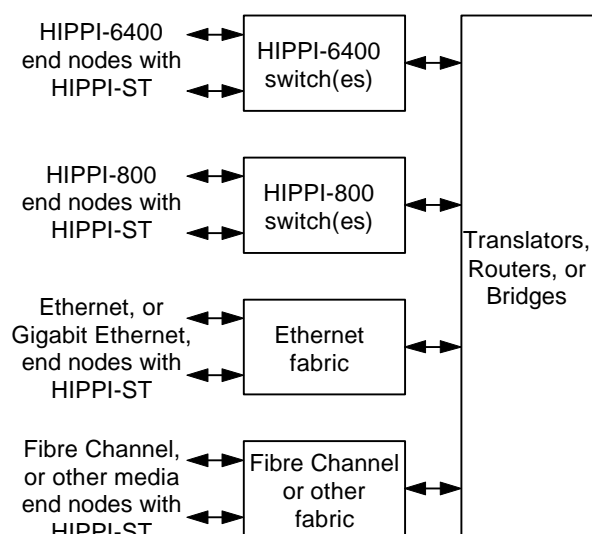 HIPPI-6400
end nodes with
HIPPI-ST
HIPPI-6400
switch(es)
HIPPI-800
end nodes with
HIPPI-ST
HIPPI-800
switch(es)
Translators,
Routers, or
Bridges
Ethernet, or
Gigabit Ethernet,
end nodes with
HIPPI-ST
Ethernet
fabric
Fibre Channel,
or other media
end nodes with
HIPPI-ST
Fibre Channel
or other
fabric